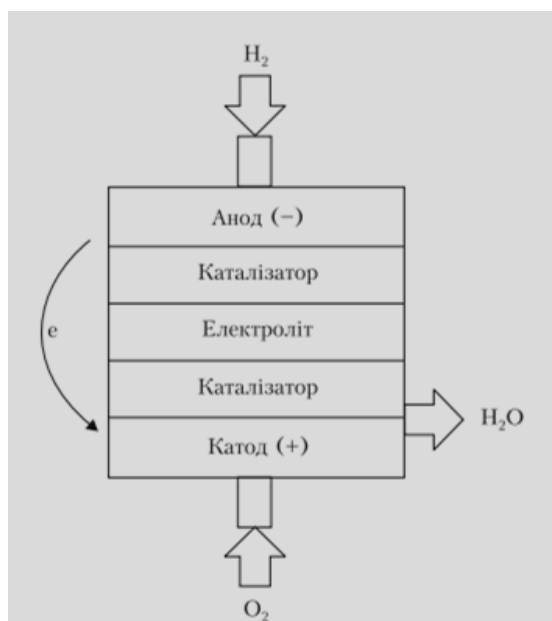 H₂
Анод (−)
Каталізатор
Електроліт
е
Каталізатор
H₂O
Катод (+)
O₂